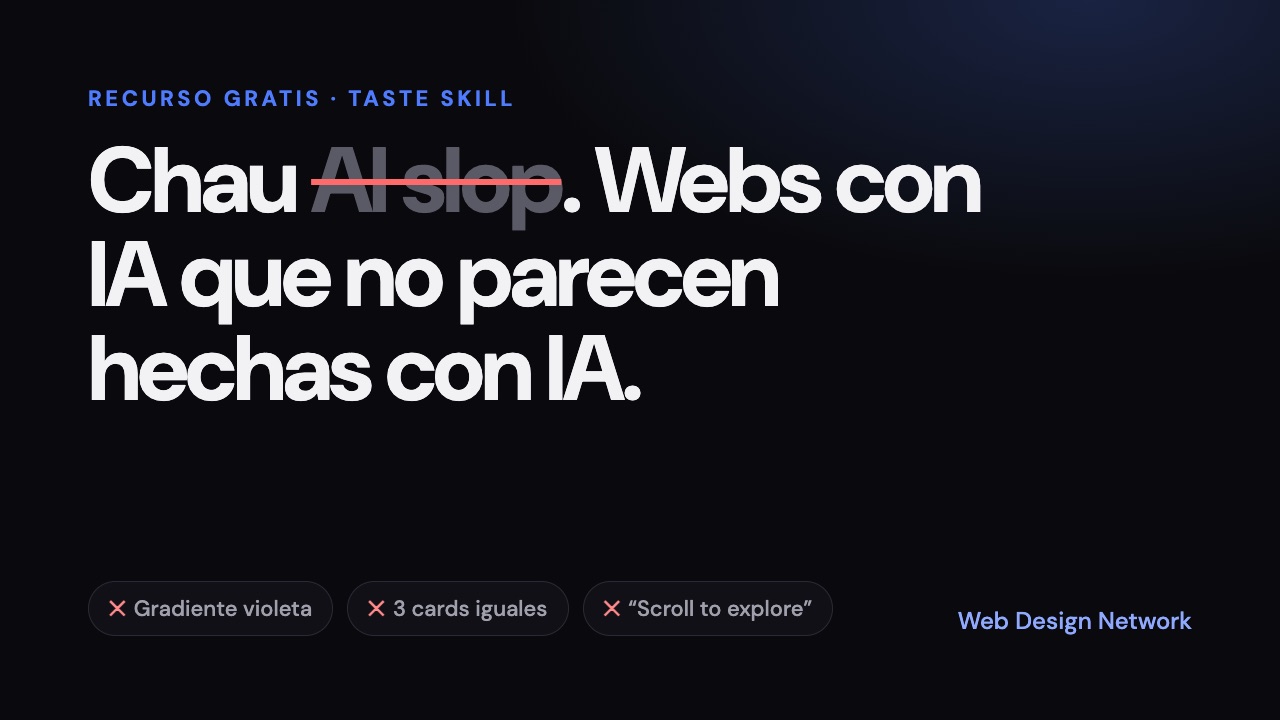 RECURSO GRATIS · TASTE SKILL
Chau AI slop. Webs con
IA que no parecen
hechas con IA.
✕ Gradiente violeta
✕ 3 cards iguales
✕ “Scroll to explore”
Web Design Network